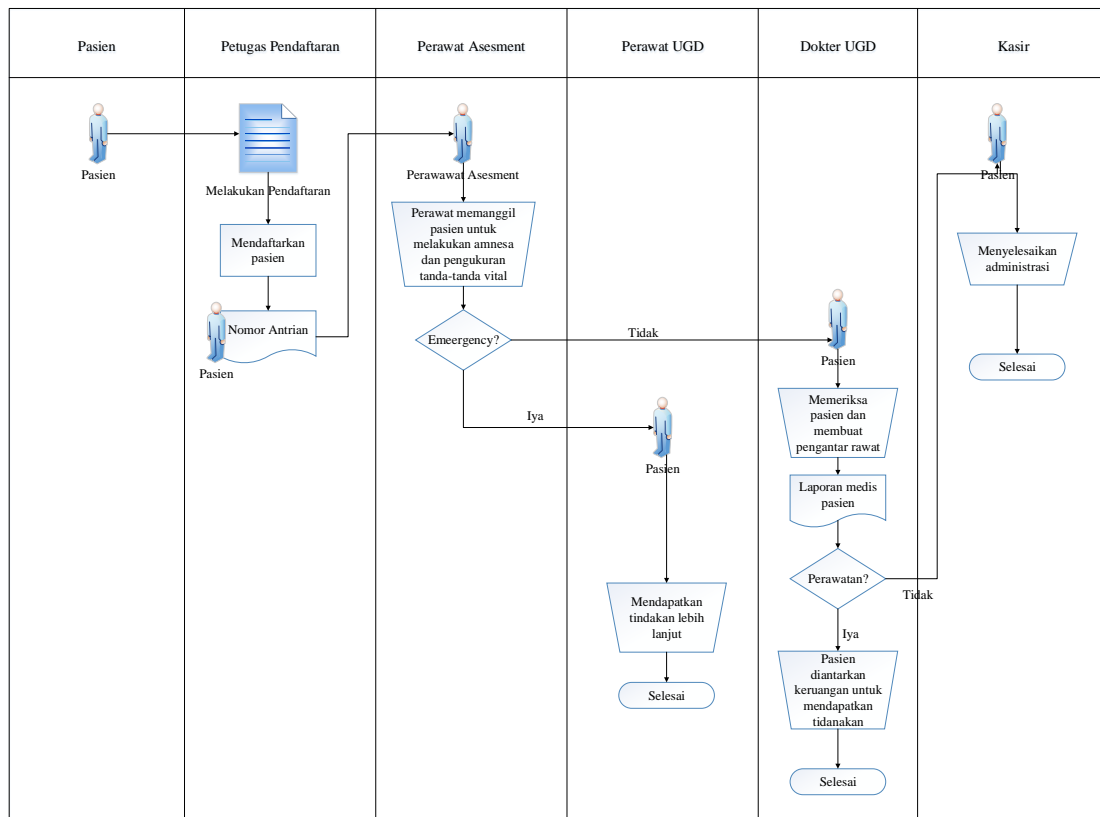 Pasien
Petugas Pendaftaran
Perawat Asesment
Perawat UGD
Dokter UGD
Kasir
Pasien
Melakukan Pendaftaran
Mendaftarkan
pasien
Nomor Antrian
Pasien
Perawawat Asesment
Perawat memanggil
pasien untuk
melakukan amnesa
dan pengukuran
tanda-tanda vital
Emeergency?
Tidak
Iya
Pasien
Mendapatkan
tindakan lebih
lanjut
Selesai
Pasien
Memeriksa
pasien dan
membuat
pengantar rawat
Laporan medis
pasien
Perawatan?
Tidak
Iya
Pasien
diantarkan
keruangan untuk
mendapatkan
tidanakan
Selesai
Pasien
Menyelesaikan
administrasi
Selesai